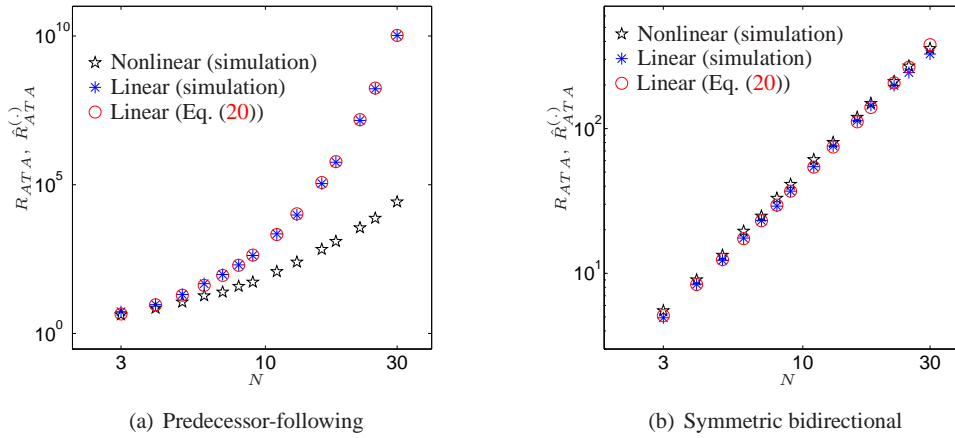 10^10
Nonlinear (simulation)
Linear (simulation)
Linear (Eq. (20))
10^5
10^0
R_{ATA}, \hat{R}_{ATA}^{(\cdot)}
3
10
30
N
(a) Predecessor-following
Nonlinear (simulation)
Linear (simulation)
Linear (Eq. (20))
10^2
10^1
R_{ATA}, \hat{R}_{ATA}^{(\cdot)}
3
10
30
N
(b) Symmetric bidirectional